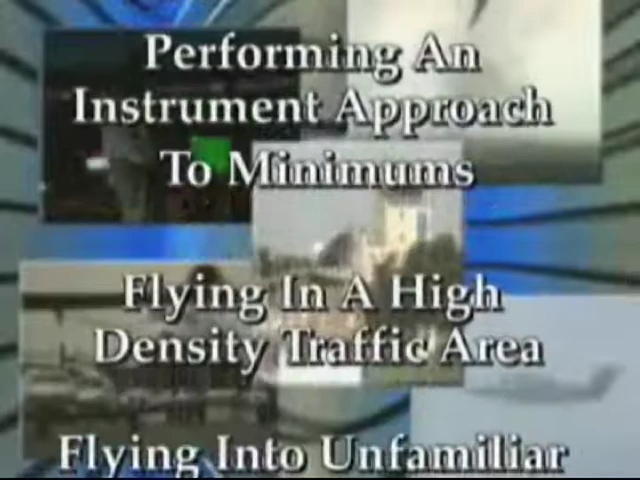 Performing An
Instrument Approach
To Minimums
Flying In A High
Density Traffic Area
Flying Into Unfamiliar